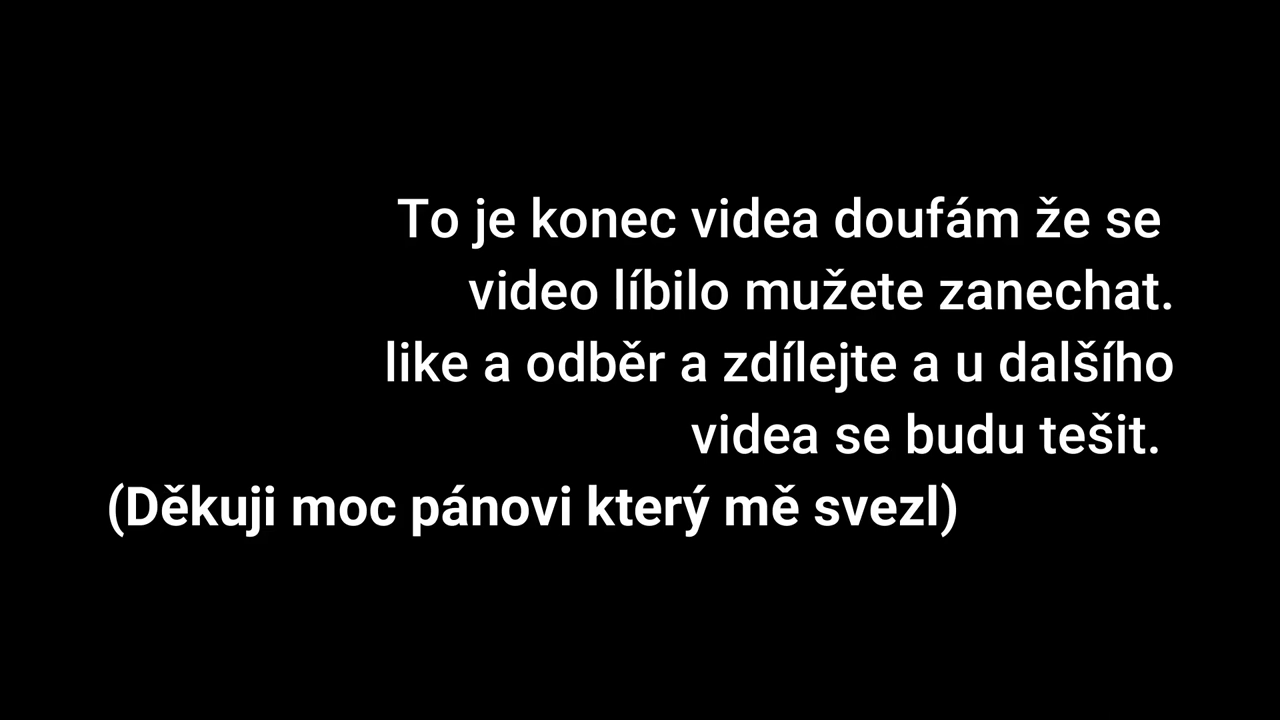 To je konec videa doufám že se
video líbilo mužete zanechat.
like a odběr a zdílejte a u dalšího
videa se budu tešit.
(Děkuji moc pánovi který mě svezl)